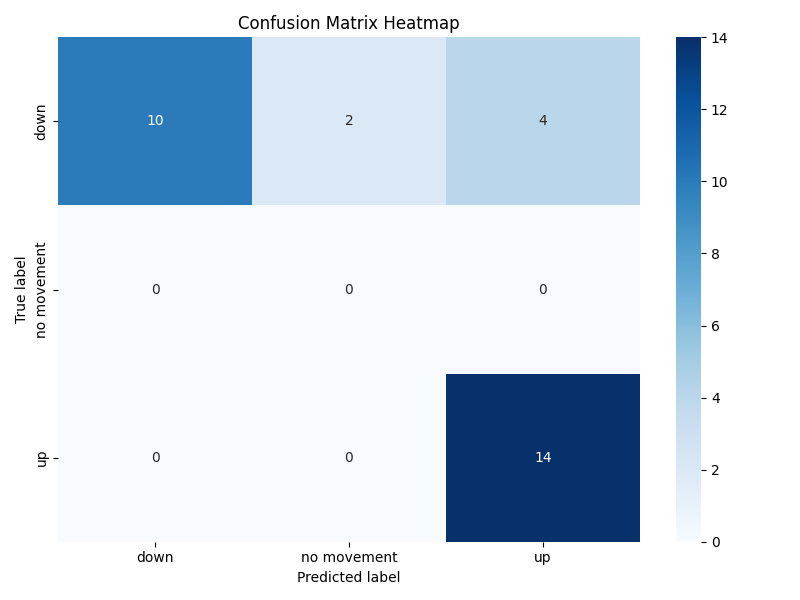 Confusion Matrix Heatmap
True label
down
10 2 4
no movement
0 0 0
up
0 0 14
down no movement up
Predicted label
14
12
10
8
6
4
2
0